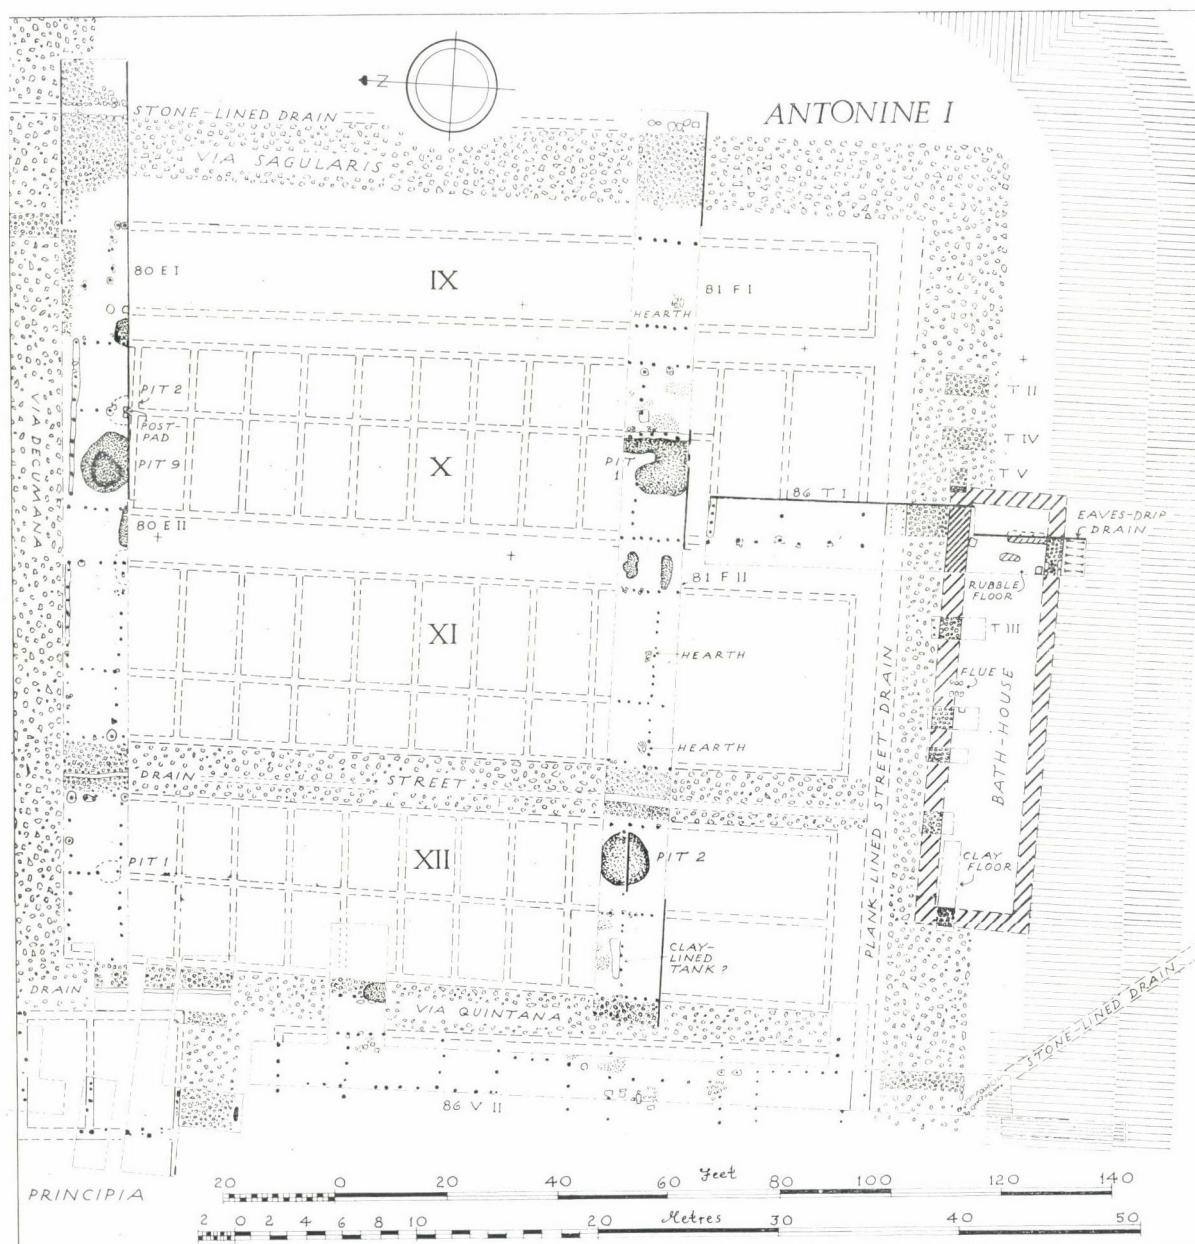 N
ANTONINE I
STONE-LINED DRAIN
VIA SAGULARIS
80 E I
IX
81 F I
HEARTH
VIA DECUMANA
PIT 2
POST-
PAD
PIT 9
X
PIT
1
T II
T IV
T V
86 T I
80 E II
EAVES-DRIP
DRAIN
81 F II
RUBBLE
FLOOR
XI
HEARTH
T III
FLUE
HEARTH
BATH-HOUSE
PLANK-LINED STREET DRAIN
DRAIN
STREET
PIT 1
XII
PIT 2
CLAY
FLOOR
CLAY-
LINED
TANK?
DRAIN
VIA QUINTANA
STONE-LINED DRAIN
86 V II
PRINCIPIA
20 0 20 40 60 Feet 80 100 120 140
2 0 2 4 6 8 10 20 Metres 30 40 50